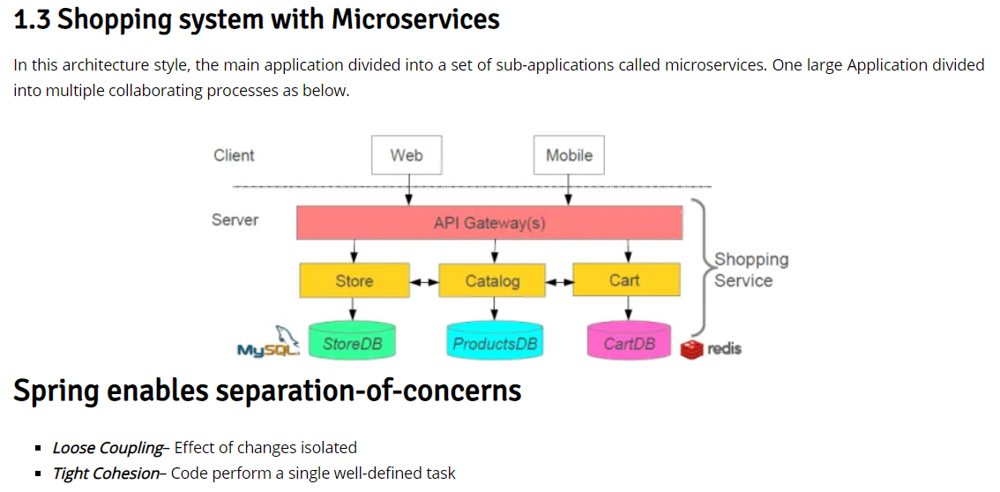 1.3 Shopping system with Microservices
In this architecture style, the main application divided into a set of sub-applications called microservices. One large Application divided
into multiple collaborating processes as below.
Client
Web
Mobile
Server
API Gateway(s)
Store
Catalog
Cart
Shopping
Service
MySQL
StoreDB
ProductsDB
CartDB
redis
Spring enables separation-of-concerns
▪ Loose Coupling– Effect of changes isolated
▪ Tight Cohesion– Code perform a single well-defined task